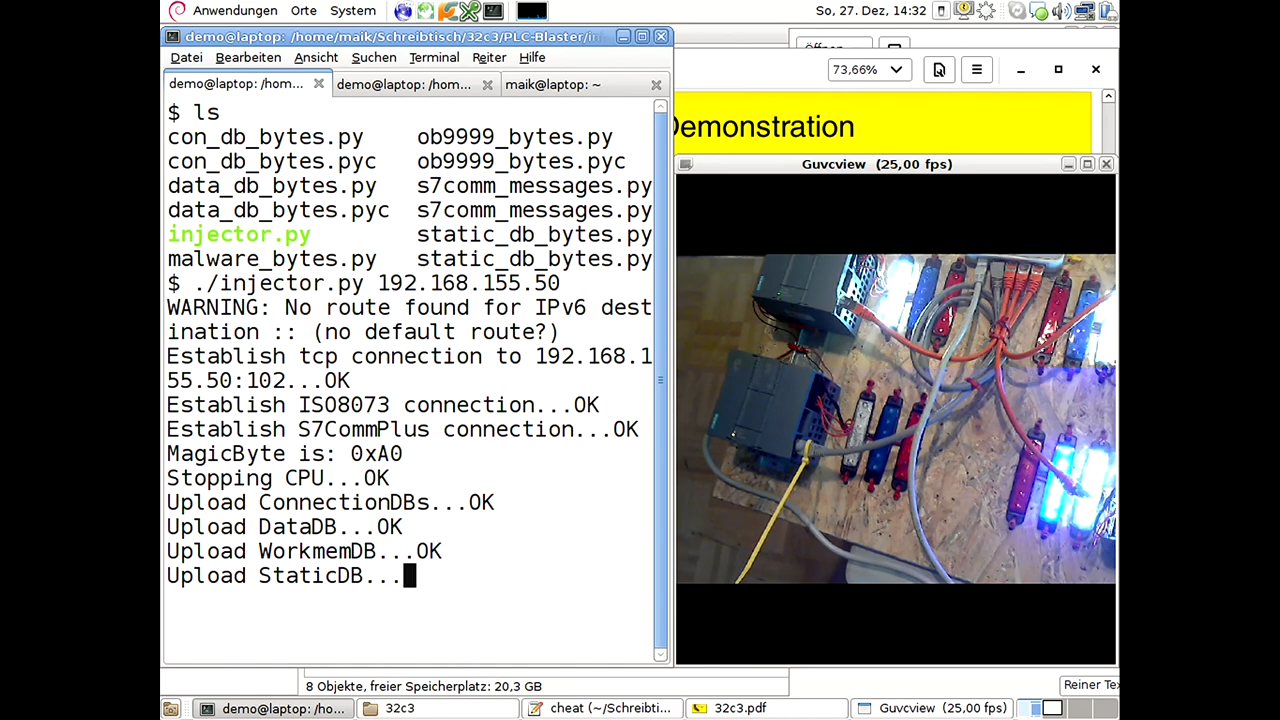 Anwendungen Orte System
So, 27. Dez, 14:32
demo@laptop: /home/maik/Schreibtisch/32c3/PLC-Blaster/in
Datei Bearbeiten Ansicht Suchen Terminal Reiter Hilfe
demo@laptop: /hom...
demo@laptop: /hom...
maik@laptop: ~
$ ls
con_db_bytes.py ob9999_bytes.py
con_db_bytes.pyc ob9999_bytes.pyc
data_db_bytes.py s7comm_messages.py
data_db_bytes.pyc s7comm_messages.py
injector.py static_db_bytes.py
malware_bytes.py static_db_bytes.py
$ ./injector.py 192.168.155.50
WARNING: No route found for IPv6 dest
ination :: (no default route?)
Establish tcp connection to 192.168.1
55.50:102...OK
Establish ISO8073 connection...OK
Establish S7CommPlus connection...OK
MagicByte is: 0xA0
Stopping CPU...OK
Upload ConnectionDBs...OK
Upload DataDB...OK
Upload WorkmemDB...OK
Upload StaticDB...
73,66%
Demonstration
Guvcview (25,00 fps)
8 Objekte, freier Speicherplatz: 20,3 GB
Reiner Tex
demo@laptop: /ho...
32c3
cheat (~/Schreibti...
32c3.pdf
Guvcview (25,00 fps)